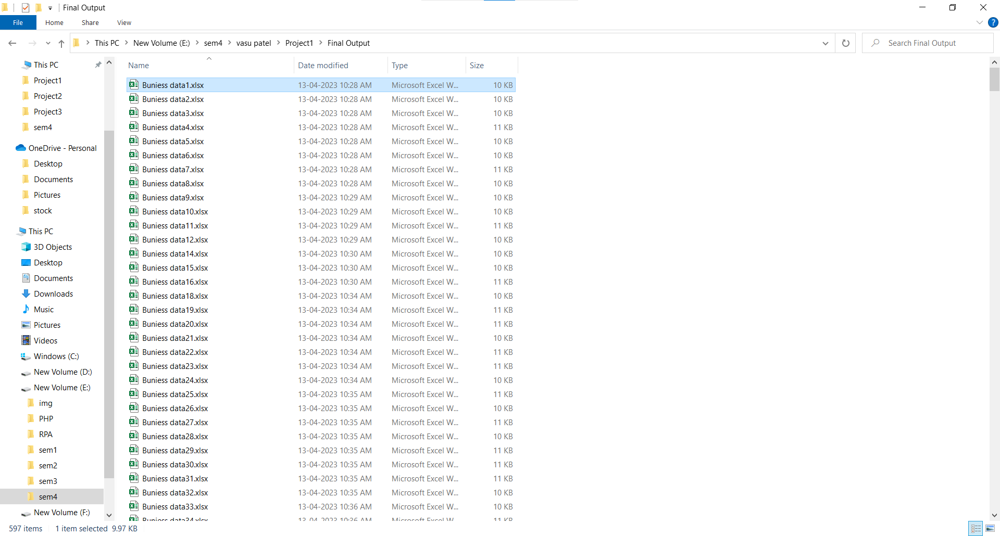 Final Output
File Home Share View
This PC New Volume (E:) sem4 vasu patel Project1 Final Output
Search Final Output
This PC
Project1
Project2
Project3
sem4
OneDrive - Personal
Desktop
Documents
Pictures
stock
This PC
3D Objects
Desktop
Documents
Downloads
Music
Pictures
Videos
Windows (C:)
New Volume (D:)
New Volume (E:)
img
PHP
RPA
sem1
sem2
sem3
sem4
New Volume (F:)
Name Date modified Type Size
Buniess data1.xlsx 13-04-2023 10:28 AM Microsoft Excel W... 10 KB
Buniess data2.xlsx 13-04-2023 10:28 AM Microsoft Excel W... 10 KB
Buniess data3.xlsx 13-04-2023 10:28 AM Microsoft Excel W... 10 KB
Buniess data4.xlsx 13-04-2023 10:28 AM Microsoft Excel W... 11 KB
Buniess data5.xlsx 13-04-2023 10:28 AM Microsoft Excel W... 10 KB
Buniess data6.xlsx 13-04-2023 10:28 AM Microsoft Excel W... 10 KB
Buniess data7.xlsx 13-04-2023 10:28 AM Microsoft Excel W... 11 KB
Buniess data8.xlsx 13-04-2023 10:28 AM Microsoft Excel W... 10 KB
Buniess data9.xlsx 13-04-2023 10:29 AM Microsoft Excel W... 10 KB
Buniess data10.xlsx 13-04-2023 10:29 AM Microsoft Excel W... 10 KB
Buniess data11.xlsx 13-04-2023 10:29 AM Microsoft Excel W... 11 KB
Buniess data12.xlsx 13-04-2023 10:29 AM Microsoft Excel W... 10 KB
Buniess data14.xlsx 13-04-2023 10:30 AM Microsoft Excel W... 10 KB
Buniess data15.xlsx 13-04-2023 10:30 AM Microsoft Excel W... 10 KB
Buniess data16.xlsx 13-04-2023 10:30 AM Microsoft Excel W... 11 KB
Buniess data18.xlsx 13-04-2023 10:34 AM Microsoft Excel W... 10 KB
Buniess data19.xlsx 13-04-2023 10:34 AM Microsoft Excel W... 11 KB
Buniess data20.xlsx 13-04-2023 10:34 AM Microsoft Excel W... 11 KB
Buniess data21.xlsx 13-04-2023 10:34 AM Microsoft Excel W... 10 KB
Buniess data22.xlsx 13-04-2023 10:34 AM Microsoft Excel W... 11 KB
Buniess data23.xlsx 13-04-2023 10:34 AM Microsoft Excel W... 11 KB
Buniess data24.xlsx 13-04-2023 10:34 AM Microsoft Excel W... 10 KB
Buniess data25.xlsx 13-04-2023 10:35 AM Microsoft Excel W... 11 KB
Buniess data26.xlsx 13-04-2023 10:35 AM Microsoft Excel W... 10 KB
Buniess data27.xlsx 13-04-2023 10:35 AM Microsoft Excel W... 11 KB
Buniess data28.xlsx 13-04-2023 10:35 AM Microsoft Excel W... 10 KB
Buniess data29.xlsx 13-04-2023 10:35 AM Microsoft Excel W... 11 KB
Buniess data30.xlsx 13-04-2023 10:35 AM Microsoft Excel W... 11 KB
Buniess data31.xlsx 13-04-2023 10:35 AM Microsoft Excel W... 11 KB
Buniess data32.xlsx 13-04-2023 10:35 AM Microsoft Excel W... 10 KB
Buniess data33.xlsx 13-04-2023 10:36 AM Microsoft Excel W... 10 KB
Buniess data34.xlsx 13-04-2023 10:36 AM Microsoft Excel W... 11 KB
597 items 1 item selected 9.97 KB